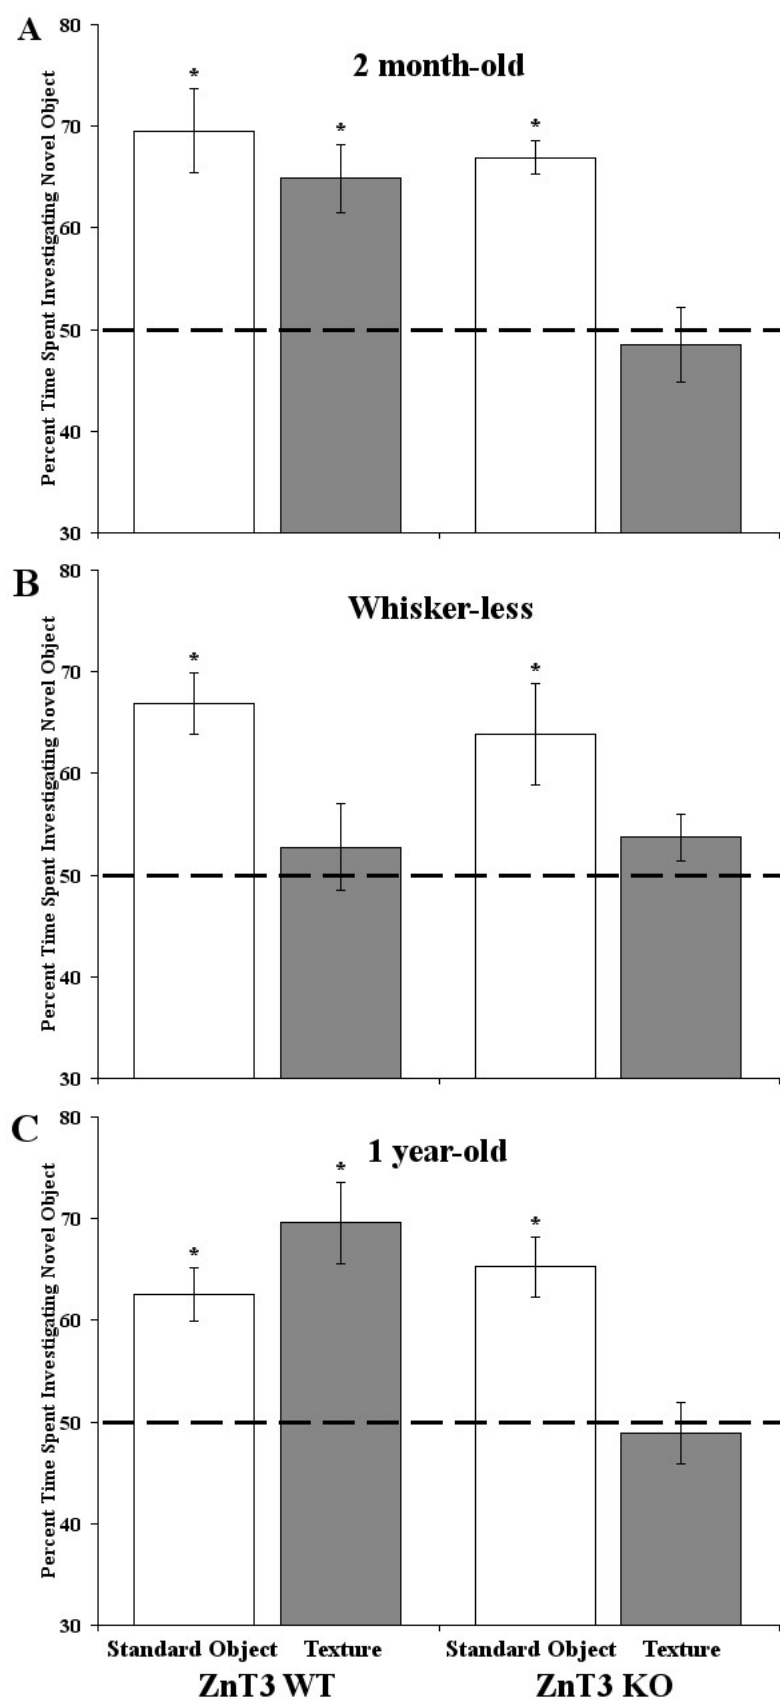 A
2 month-old
Percent Time Spent Investigating Novel Object
80
70
60
50
40
30
*
*
*
B
Whisker-less
Percent Time Spent Investigating Novel Object
80
70
60
50
40
30
*
*
C
1 year-old
Percent Time Spent Investigating Novel Object
80
70
60
50
40
30
*
*
*
Standard Object Texture Standard Object Texture
ZnT3 WT ZnT3 KO